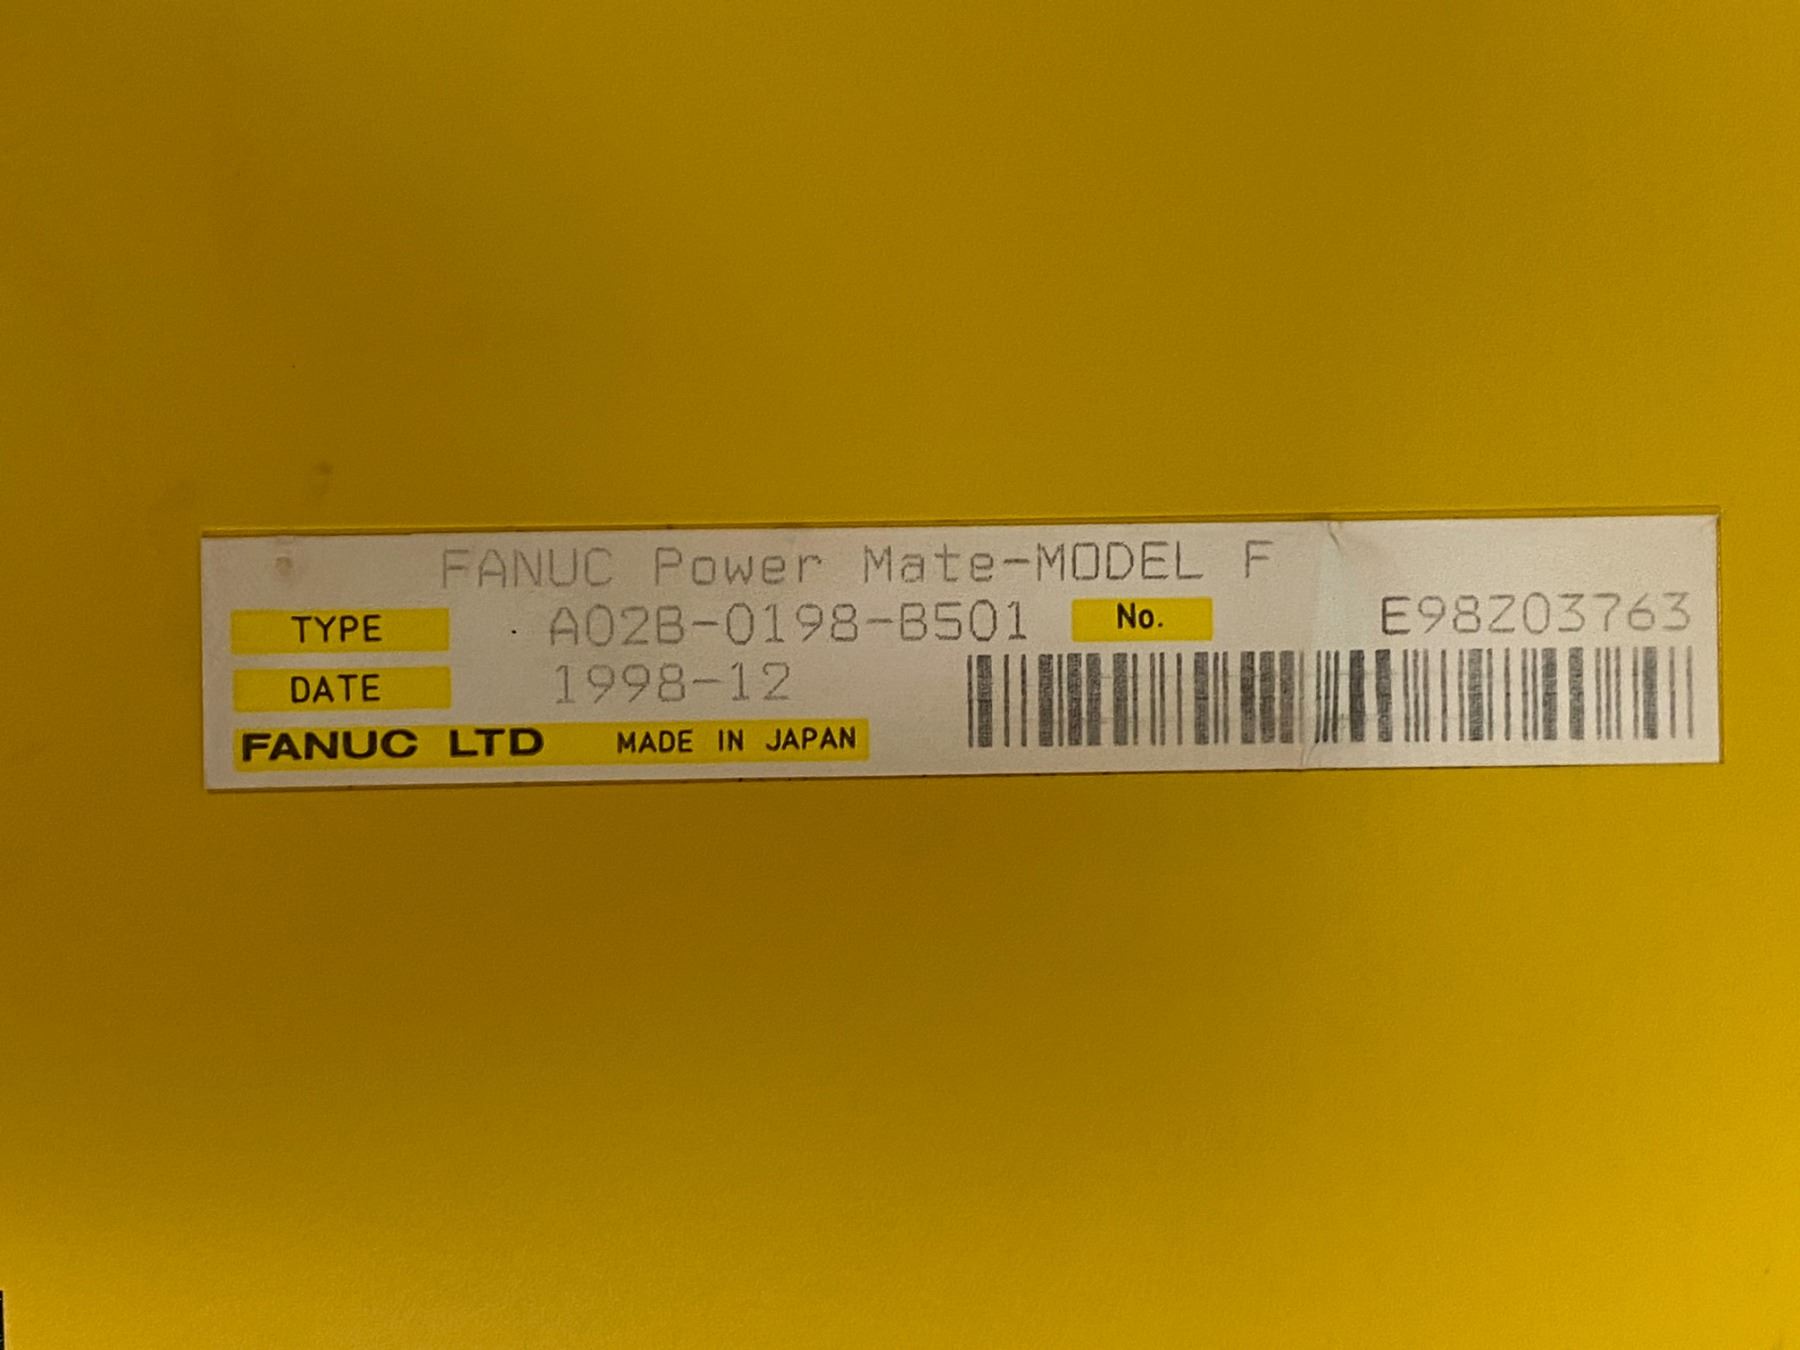 FANUC Power Mate-MODEL F
TYPE A02B-0198-B501 No. E98Z03763
DATE 1998-12
FANUC LTD MADE IN JAPAN